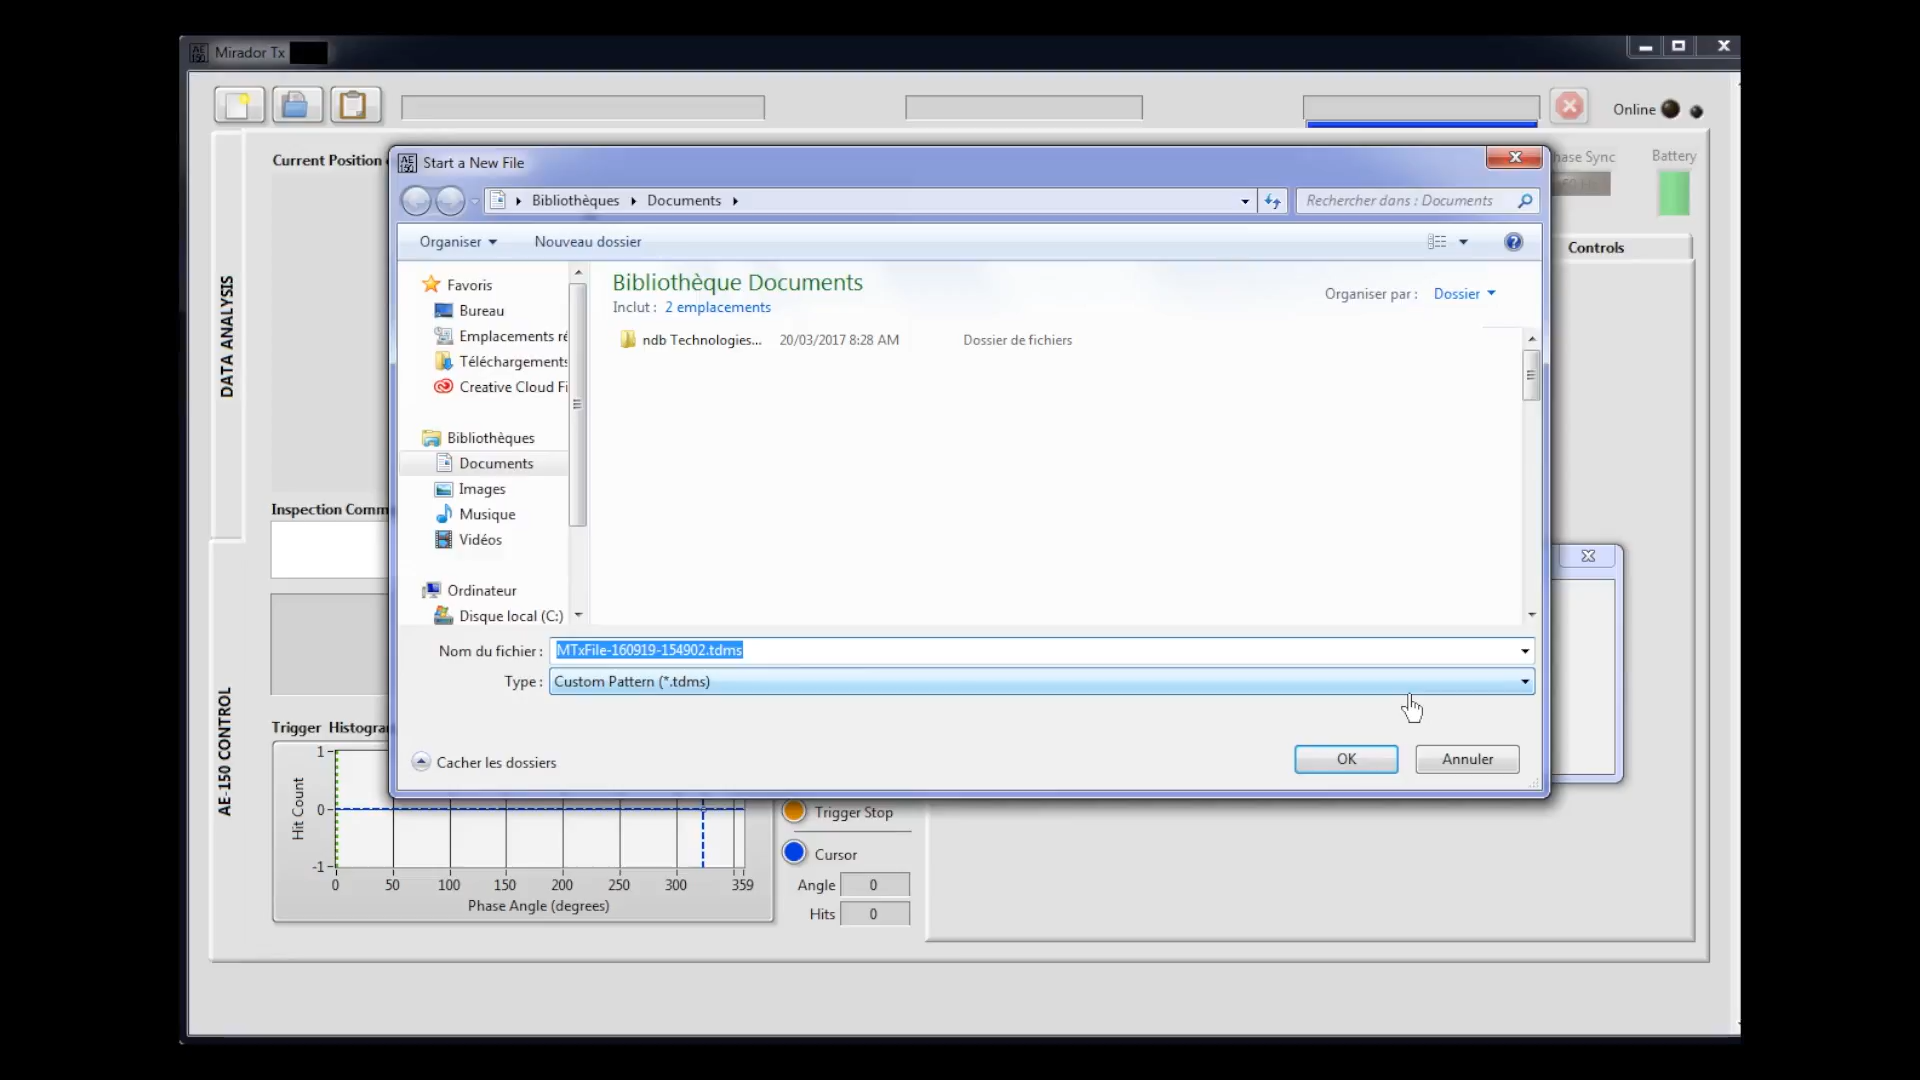 Mirador Tx
Online
Current Position
Phase Sync
Battery
Start a New File
Bibliothèques
Documents
Rechercher dans : Documents
Organiser
Nouveau dossier
Controls
DATA ANALYSIS
Favoris
Bureau
Emplacements ré
Téléchargements
Creative Cloud Fi
Bibliothèques
Documents
Images
Musique
Vidéos
Ordinateur
Disque local (C:)
Bibliothèque Documents
Inclut : 2 emplacements
Organiser par : Dossier
ndb Technologies... 20/03/2017 8:28 AM Dossier de fichiers
Inspection Comm
Nom du fichier : MTxFile-160919-154902.tdms
Type : Custom Pattern (*.tdms)
Cacher les dossiers
OK
Annuler
AE-150 CONTROL
Trigger Histogra
Hit Count
1
0
-1
0 50 100 150 200 250 300 359
Phase Angle (degrees)
Trigger Stop
Cursor
Angle 0
Hits 0